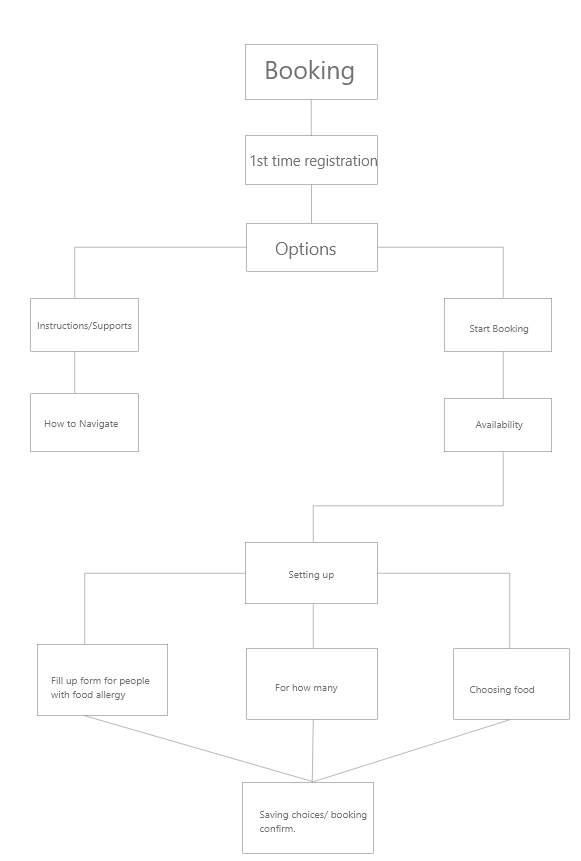 Booking
1st time registration
Options
Instructions/Supports
Start Booking
How to Navigate
Availability
Setting up
Fill up form for people
with food allergy
For how many
Choosing food
Saving choices/ booking
confirm.